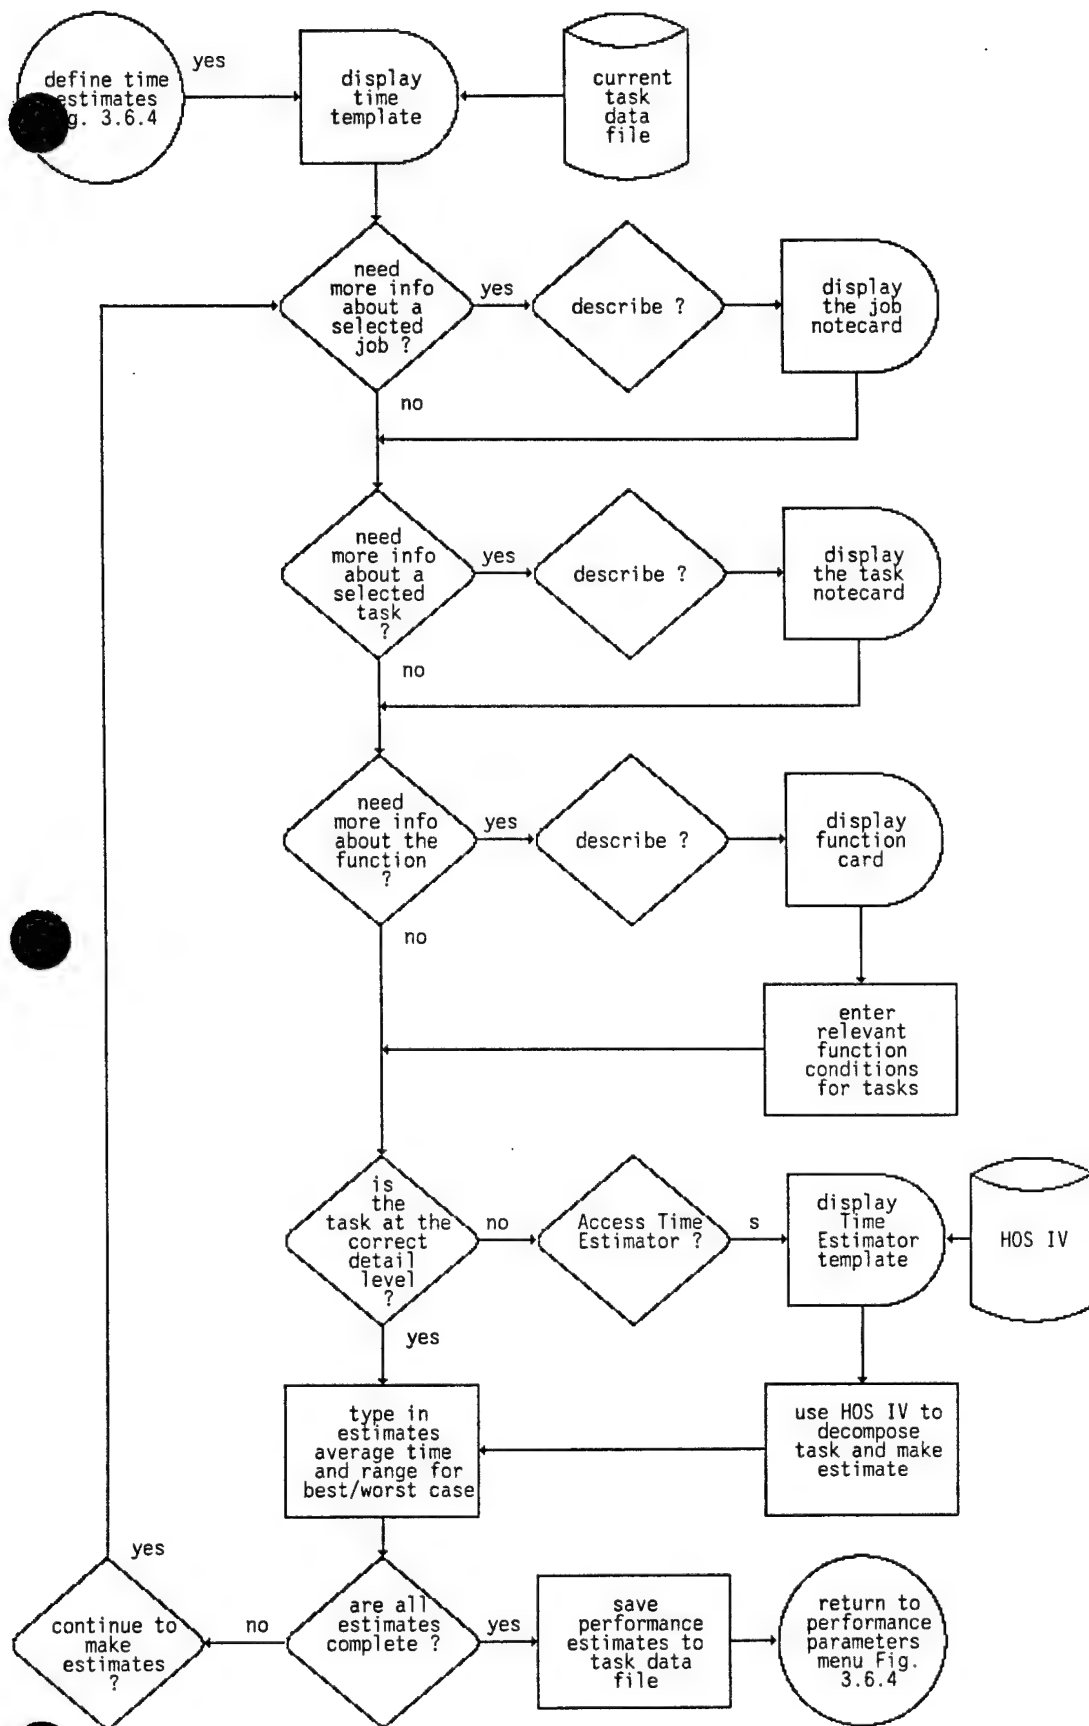 define time
estimates
g. 3.6.4
yes
display
time
template
current
task
data
file
need
more info
about a
selected
job ?
yes
describe ?
display
the job
notecard
no
need
more info
about a
selected
task
?
yes
describe ?
display
the task
notecard
no
need
more info
about the
function
?
yes
describe ?
display
function
card
no
enter
relevant
function
conditions
for tasks
is
the
task at the
correct
detail
level
?
no
Access Time
Estimator ?
s
display
Time
Estimator
template
HOS IV
yes
type in
estimates
average time
and range for
best/worst case
use HOS IV to
decompose
task and make
estimate
yes
continue to
make
estimates
?
no
are all
estimates
complete ?
yes
save
performance
estimates to
task data
file
return to
performance
parameters
menu Fig.
3.6.4